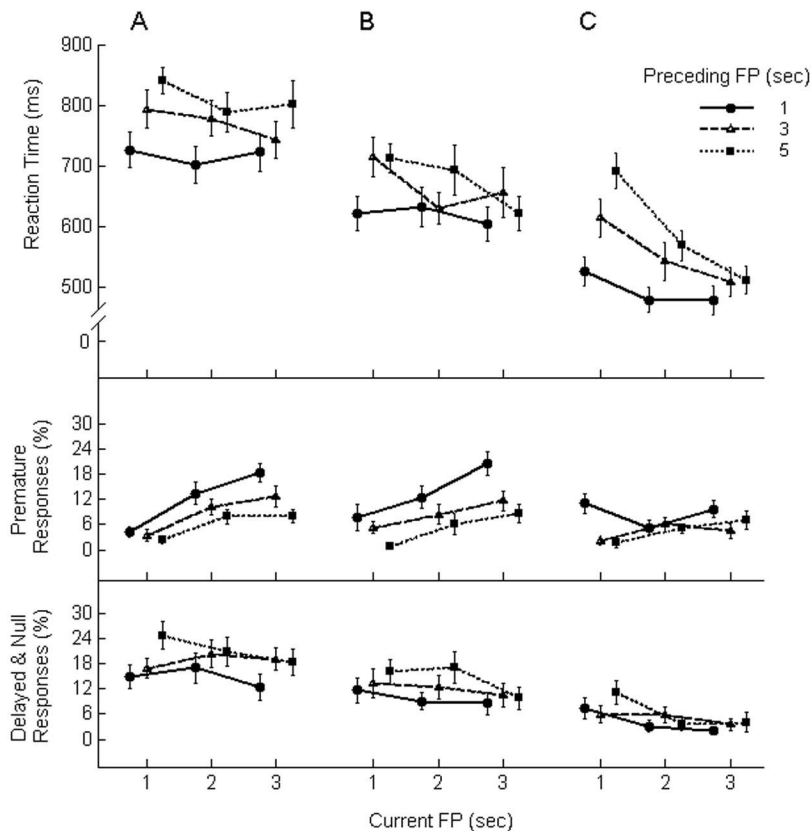 A B C
900
800
700
600
500
0
Reaction Time (ms)
Preceding FP (sec)
1
3
5
30
24
18
12
6
0
Premature
Responses (%)
30
24
18
12
6
0
Delayed & Null
Responses (%)
1 2 3 1 2 3 1 2 3
Current FP (sec)